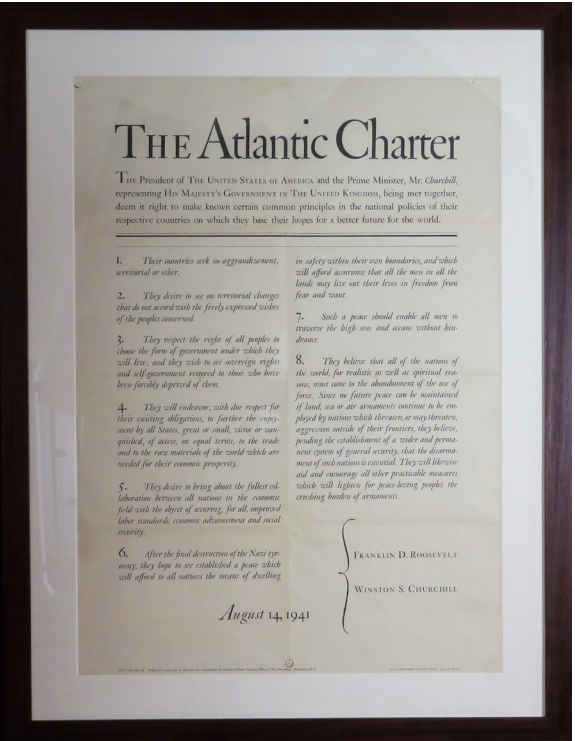 THE Atlantic Charter
THE President of THE UNITED STATES OF AMERICA and the Prime Minister, Mr. Churchill,
representing HIS MAJESTY'S GOVERNMENT IN THE UNITED KINGDOM, being met together,
deem it right to make known certain common principles in the national policies of their
respective countries on which they base their hopes for a better future for the world.
1. Their countries seek no aggrandizement,
territorial or other.
2. They desire to see no territorial changes
that do not accord with the freely expressed wishes
of the peoples concerned.
3. They respect the right of all peoples to
choose the form of government under which they
will live; and they wish to see sovereign rights
and self-government restored to those who have
been forcibly deprived of them.
4. They will endeavor, with due respect for
their existing obligations, to further the enjoy-
ment by all States, great or small, victor or van-
quished, of access, on equal terms, to the trade
and to the raw materials of the world which are
needed for their economic prosperity.
5. They desire to bring about the fullest col-
laboration between all nations in the economic
field with the object of securing, for all, improved
labor standards, economic advancement and social
security.
6. After the final destruction of the Nazi tyr-
anny, they hope to see established a peace which
will afford to all nations the means of dwelling
in safety within their own boundaries, and which
will afford assurance that all the men in all the
lands may live out their lives in freedom from
fear and want.
7. Such a peace should enable all men to
traverse the high seas and oceans without hin-
drance.
8. They believe that all of the nations of
the world, for realistic as well as spiritual rea-
sons, must come to the abandonment of the use of
force. Since no future peace can be maintained
if land, sea or air armaments continue to be em-
ployed by nations which threaten, or may threaten,
aggression outside of their frontiers, they believe,
pending the establishment of a wider and perma-
nent system of general security, that the disarma-
ment of such nations is essential. They will likewise
aid and encourage all other practicable measures
which will lighten for peace-loving peoples the
crushing burden of armaments.
FRANKLIN D. ROOSEVELT
WINSTON S. CHURCHILL
August 14, 1941